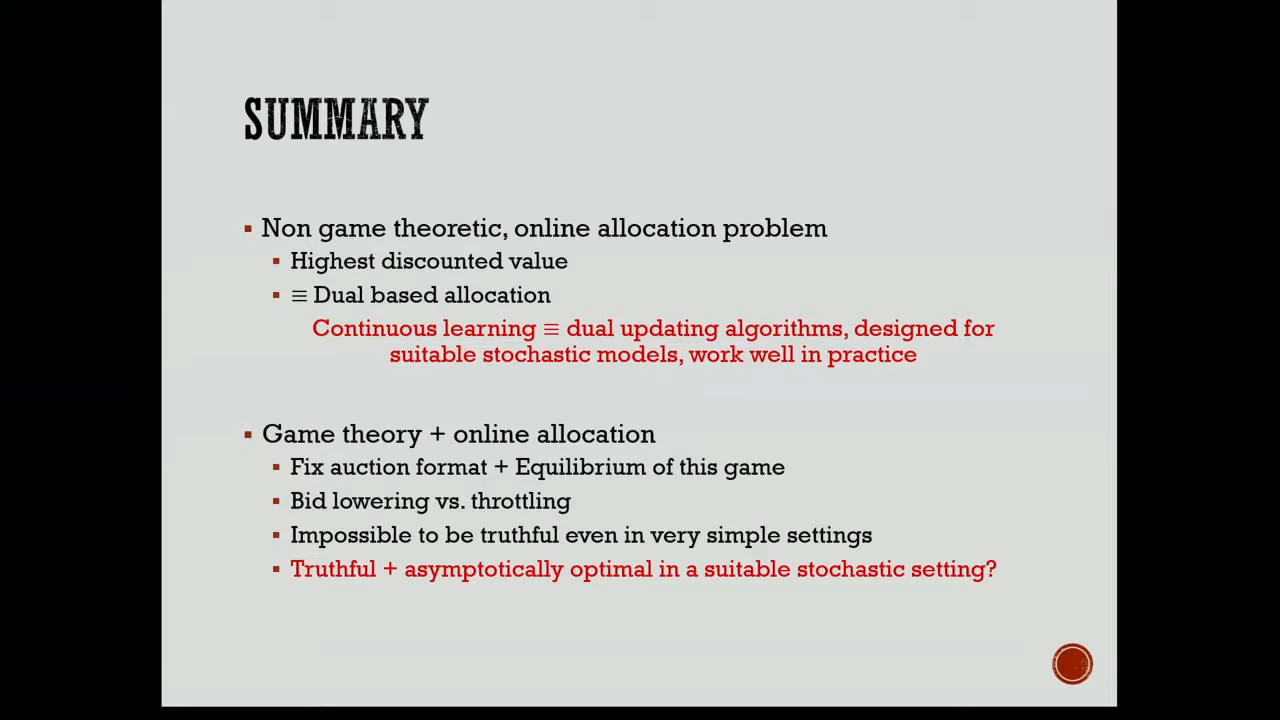 SUMMARY
▪ Non game theoretic, online allocation problem
▪ Highest discounted value
▪ ≡ Dual based allocation
Continuous learning ≡ dual updating algorithms, designed for
suitable stochastic models, work well in practice
▪ Game theory + online allocation
▪ Fix auction format + Equilibrium of this game
▪ Bid lowering vs. throttling
▪ Impossible to be truthful even in very simple settings
▪ Truthful + asymptotically optimal in a suitable stochastic setting?